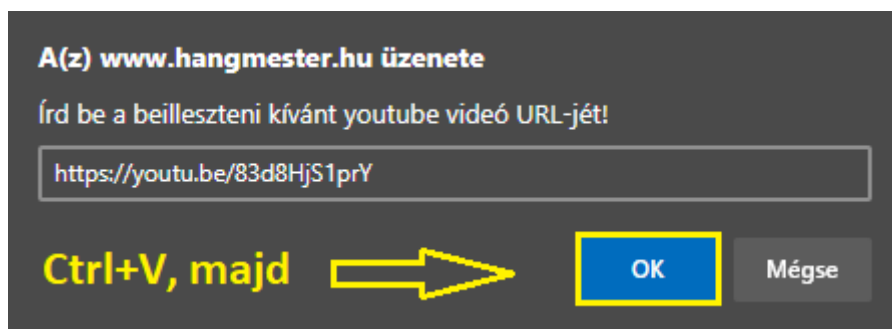 A(z) www.hangmester.hu üzenete
Írd be a beilleszteni kívánt youtube videó URL-jét!
https://youtu.be/83d8HjS1prY
Ctrl+V, majd OK Mégse